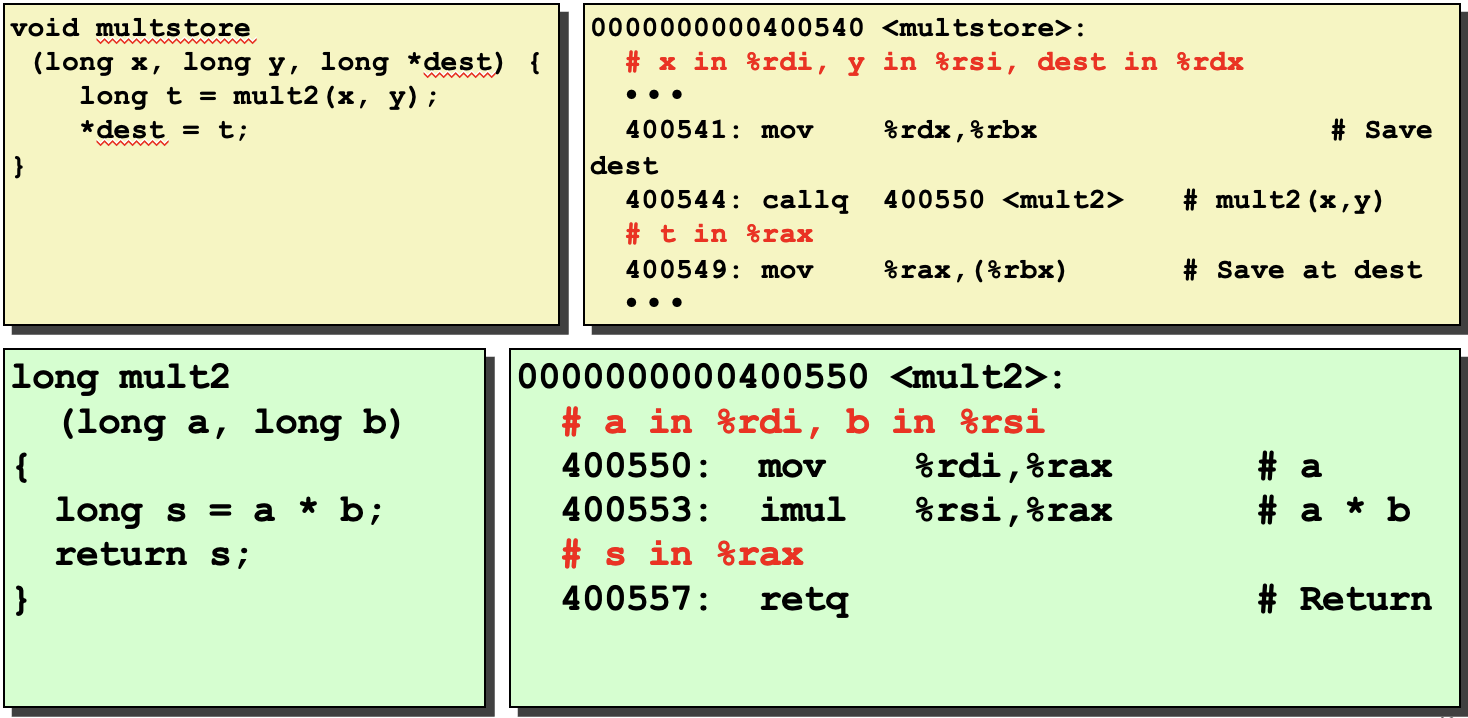 void multstore
(long x, long y, long *dest) {
long t = mult2(x, y);
*dest = t;
}
0000000000400540 <multstore>:
# x in %rdi, y in %rsi, dest in %rdx
• • •
400541: mov %rdx,%rbx # Save
dest
400544: callq 400550 <mult2> # mult2(x,y)
# t in %rax
400549: mov %rax,(%rbx) # Save at dest
• • •
long mult2
(long a, long b)
{
long s = a * b;
return s;
}
0000000000400550 <mult2>:
# a in %rdi, b in %rsi
400550: mov %rdi,%rax # a
400553: imul %rsi,%rax # a * b
# s in %rax
400557: retq # Return